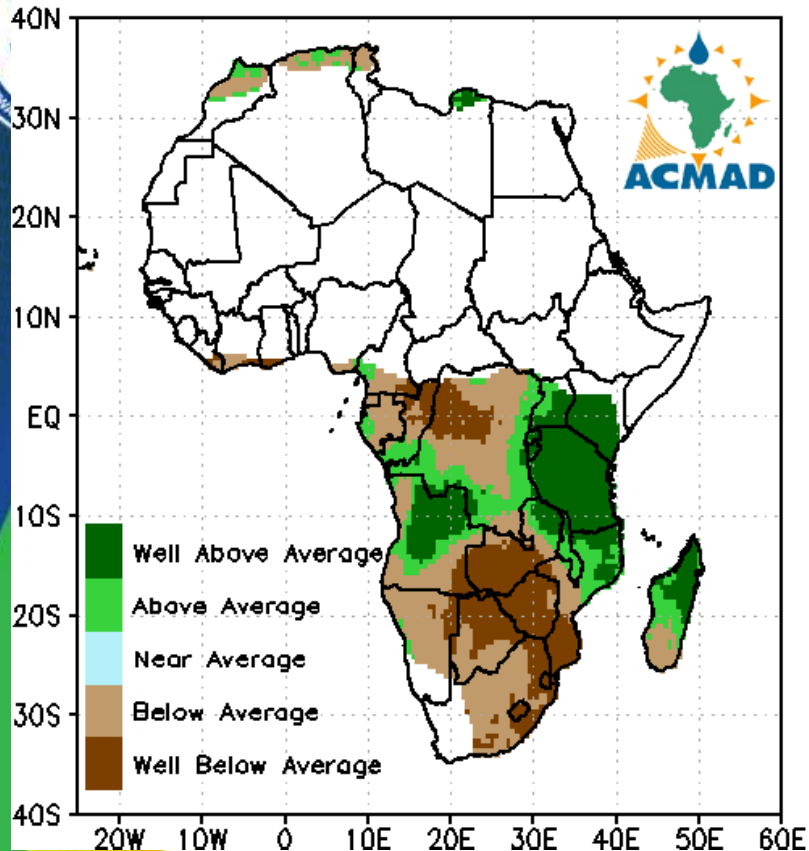 40N
30N
20N
10N
EQ
10S
20S
30S
40S
ACMAD
Well Above Average
Above Average
Near Average
Below Average
Well Below Average
20W 10W 0 10E 20E 30E 40E 50E 60E